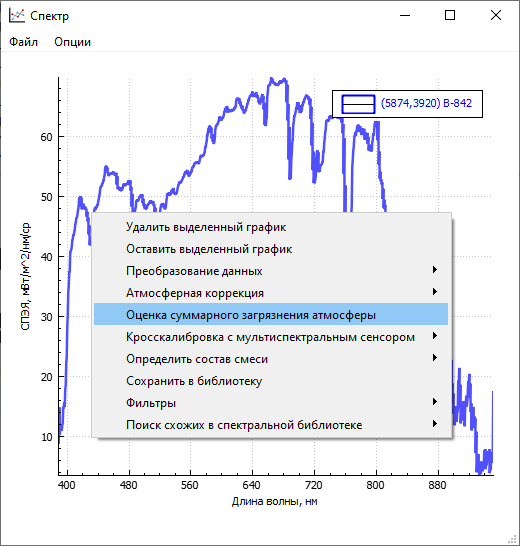 Спектр
Файл Опции
(5874,3920) B-842
60
50
40
30
20
10
СПЭЯ, мВт/м^2/нм/ср
Удалить выделенный график
Оставить выделенный график
Преобразование данных
Атмосферная коррекция
Оценка суммарного загрязнения атмосферы
Кросскалибровка с мультиспектральным сенсором
Определить состав смеси
Сохранить в библиотеку
Фильтры
Поиск схожих в спектральной библиотеке
400 480 560 640 720 800 880
Длина волны, нм